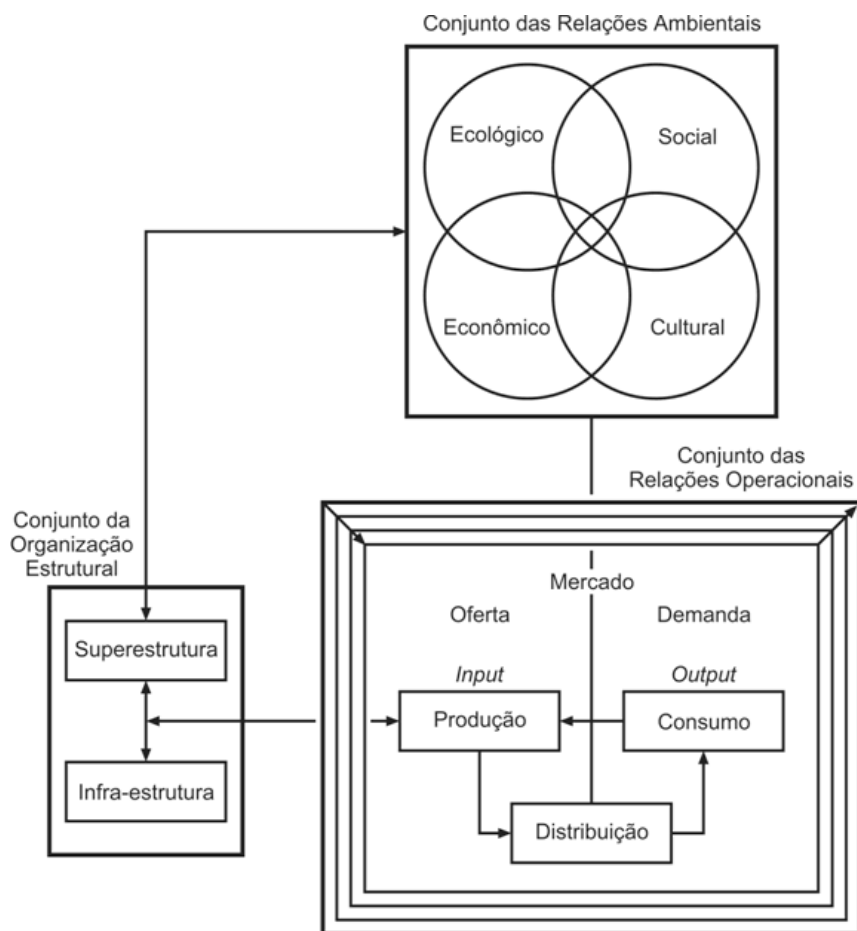 Conjunto das Relações Ambientais
Ecológico
Social
Econômico
Cultural
Conjunto das
Relações Operacionais
Conjunto da
Organização
Estrutural
Superestrutura
Infra-estrutura
Mercado
Oferta
Demanda
Input
Output
Produção
Consumo
Distribuição